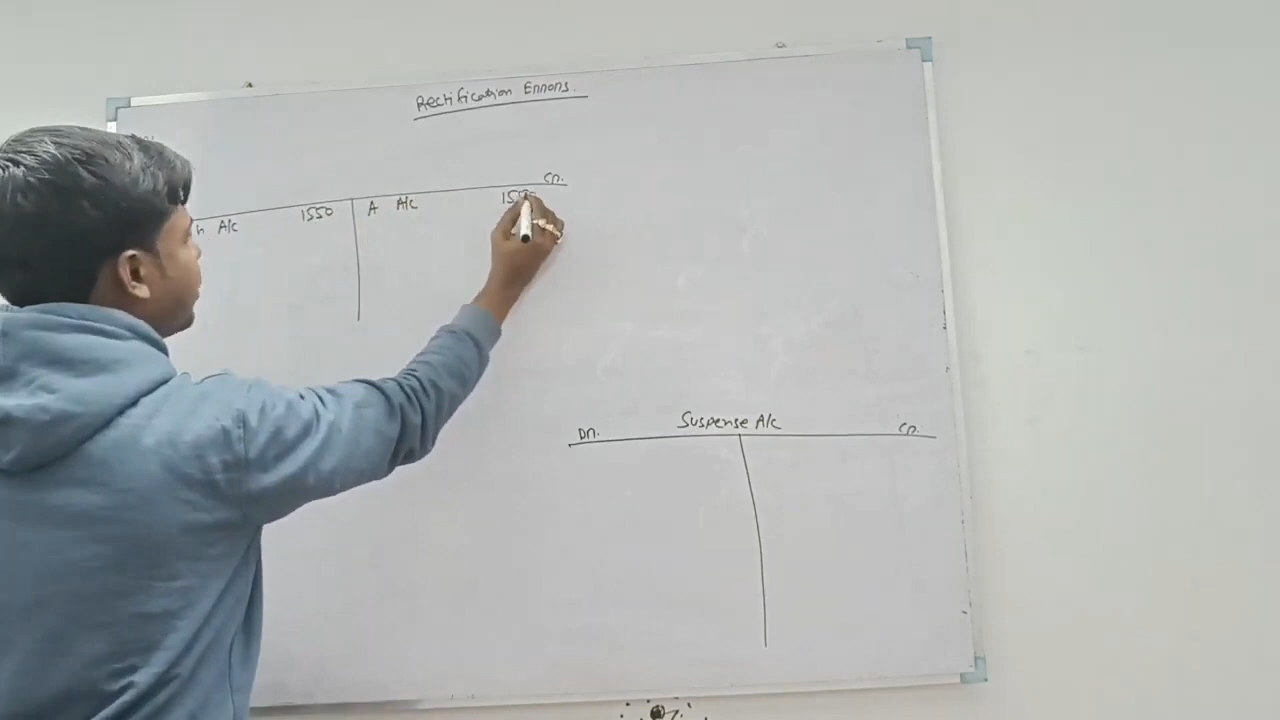 Rectification Errors.
Cr.
A/c 1550 A A/c
Suspense A/c
Dr. Cr.